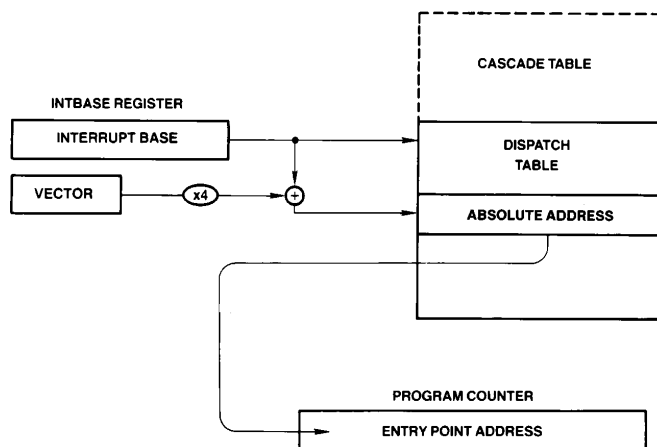 CASCADE TABLE
INTBASE REGISTER
INTERRUPT BASE
DISPATCH
TABLE
VECTOR
x4
+
ABSOLUTE ADDRESS
PROGRAM COUNTER
ENTRY POINT ADDRESS